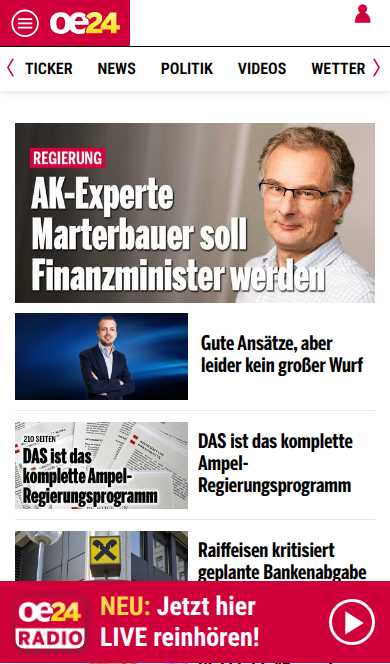 oe24
TICKER NEWS POLITIK VIDEOS WETTER
REGIERUNG
AK-Experte
Marterbauer soll
Finanzminister werden
Gute Ansätze, aber
leider kein großer Wurf
210 SEITEN
DAS ist das
komplette Ampel-
Regierungsprogramm
DAS ist das komplette
Ampel-
Regierungsprogramm
Raiffeisen kritisiert
geplante Bankenabgabe
oe24
RADIO
NEU: Jetzt hier
LIVE reinhören!